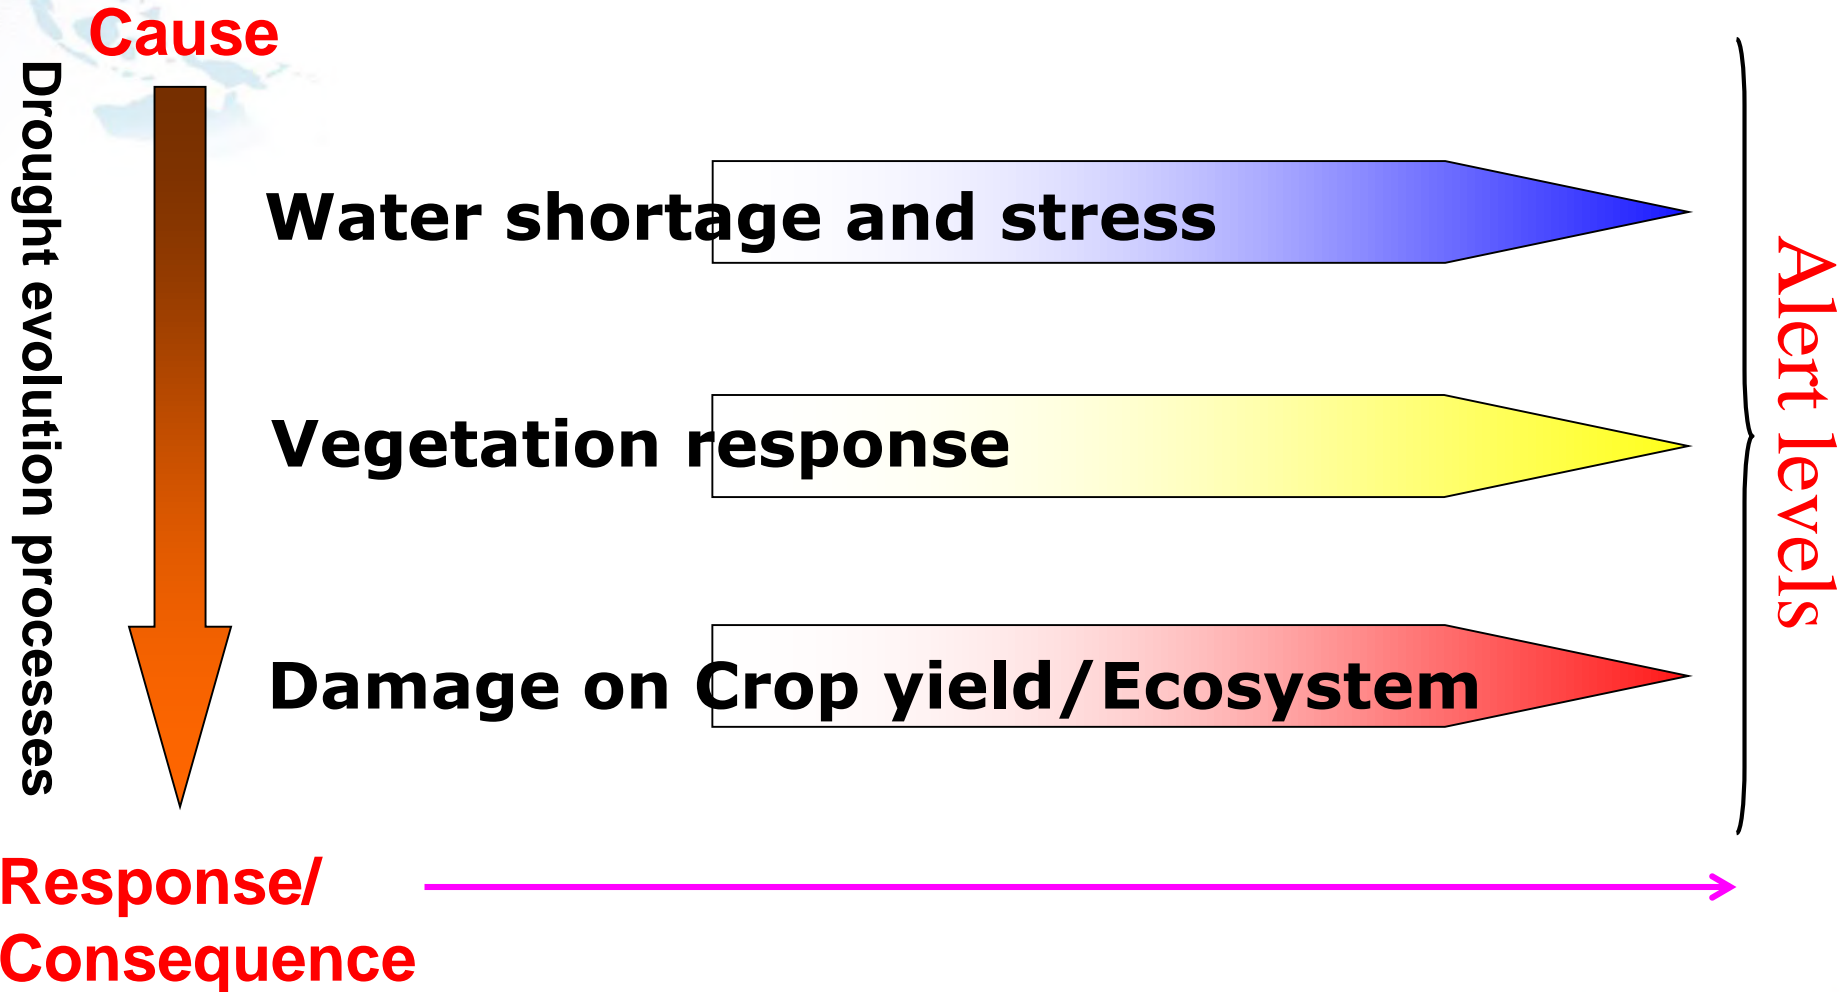 Cause
Drought evolution processes
Water shortage and stress
Vegetation response
Damage on Crop yield/Ecosystem
Alert levels
Response/
Consequence